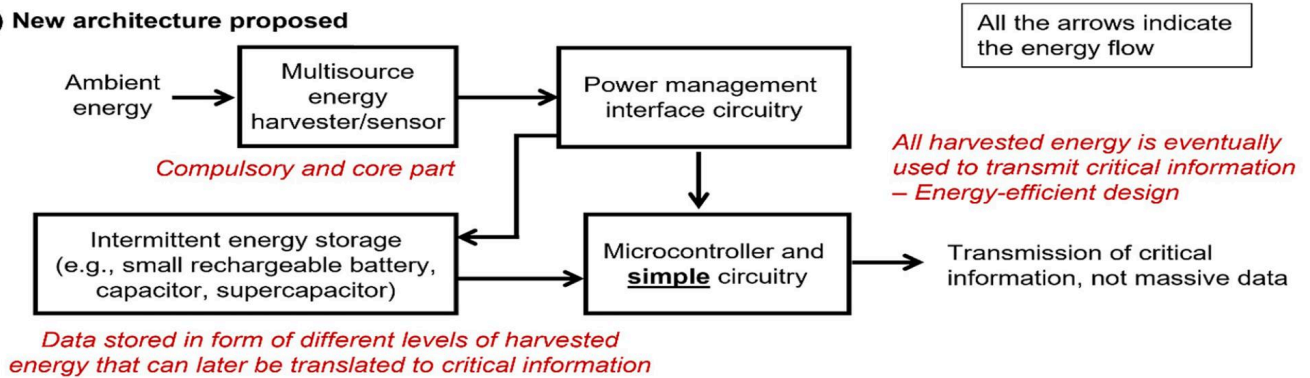 ) New architecture proposed
All the arrows indicate
the energy flow
Ambient
energy
Multisource
energy
harvester/sensor
Power management
interface circuitry
Compulsory and core part
All harvested energy is eventually
used to transmit critical information
– Energy-efficient design
Intermittent energy storage
(e.g., small rechargeable battery,
capacitor, supercapacitor)
Microcontroller and
simple circuitry
Transmission of critical
information, not massive data
Data stored in form of different levels of harvested
energy that can later be translated to critical information